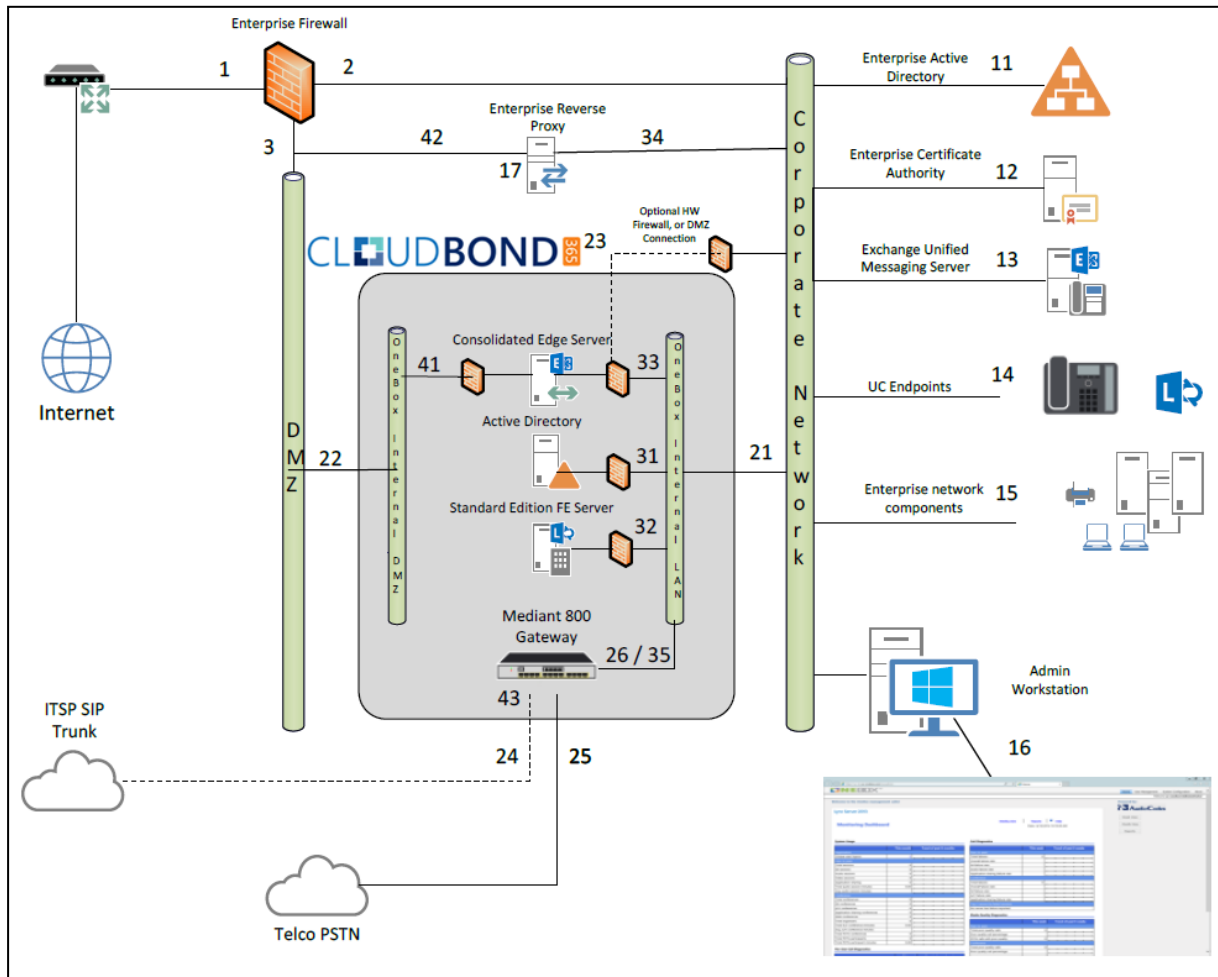 Enterprise Firewall
1
2
3
Enterprise Reverse
Proxy
42
34
17
Enterprise Active
Directory
11
Enterprise Certificate
Authority
12
Optional HW
Firewall, or DMZ
Connection
CLOUDBOND 365
23
Exchange Unified
Messaging Server
13
Corporate Network
Internet
Consolidated Edge Server
41
33
OneBox Internal DMZ
OneBox Internal LAN
UC Endpoints
14
Active Directory
DMZ
22
31
21
Standard Edition FE Server
32
Enterprise network
components
15
Mediant 800
Gateway
26 / 35
43
Admin
Workstation
ITSP SIP
Trunk
24
25
16
AudioCodes
Monitoring Dashboard
Telco PSTN